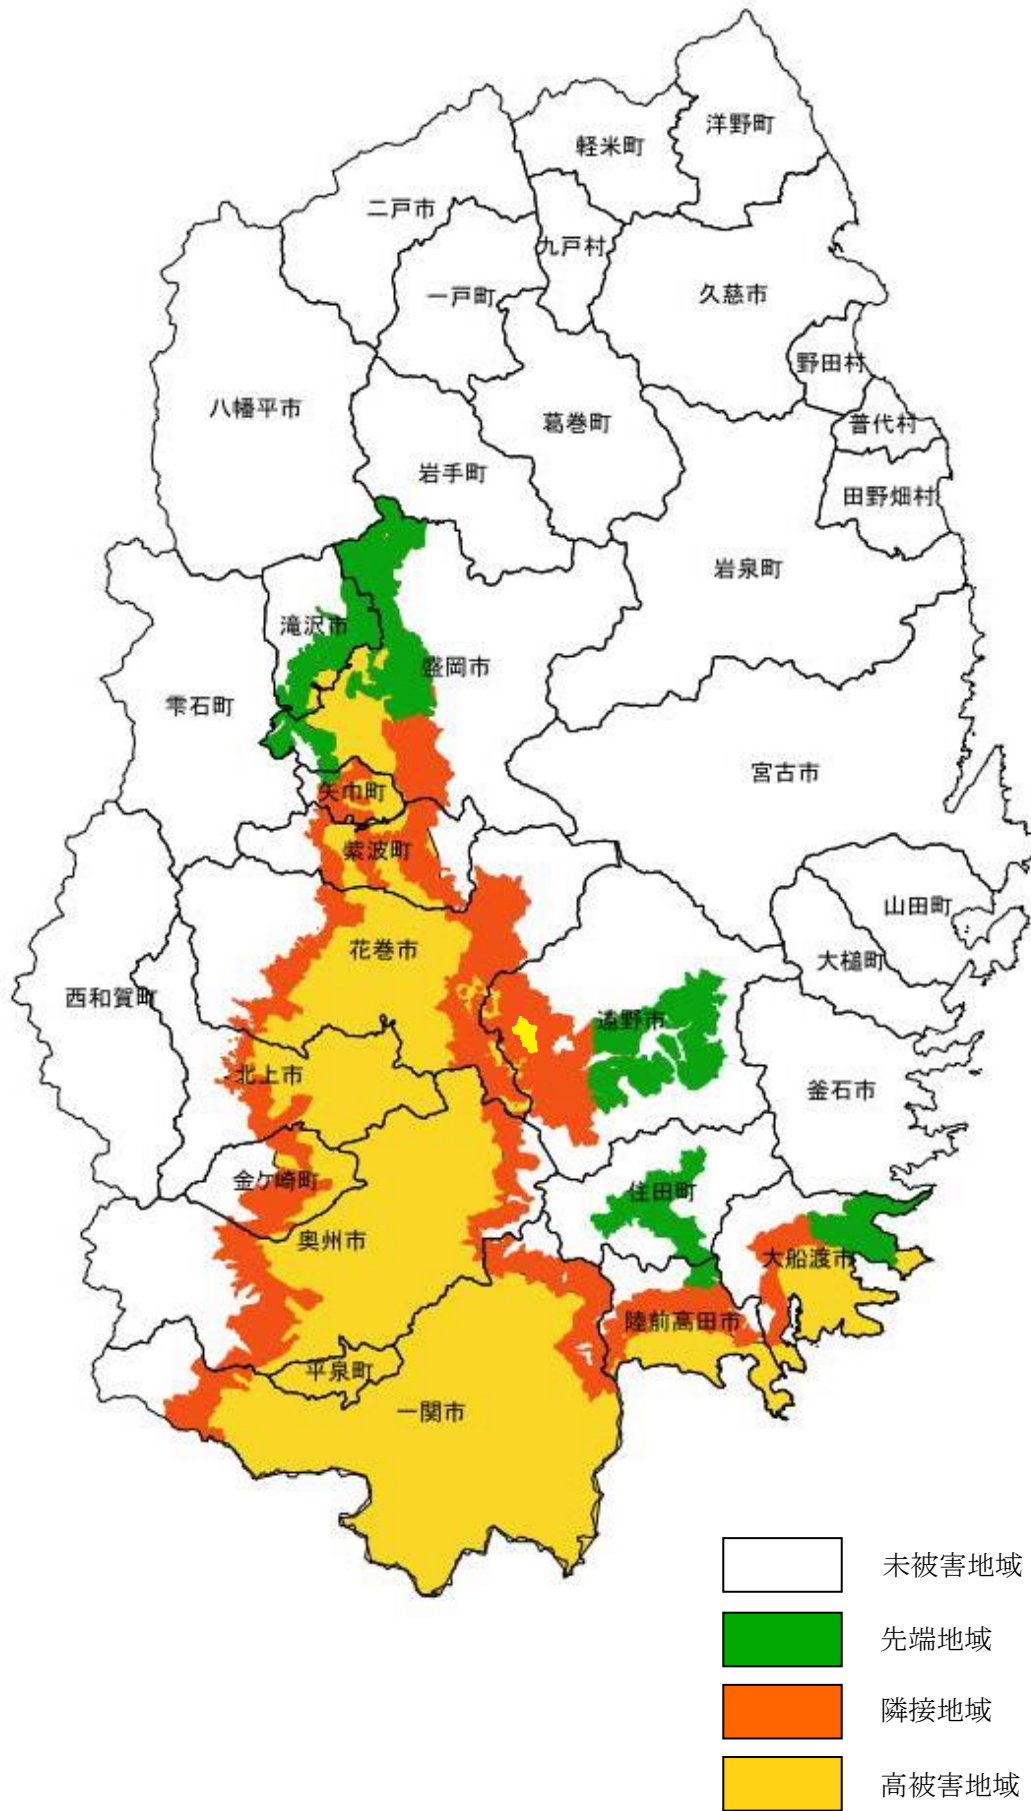 洋野町
軽米町
二戸市
九戸村
一戸町
久慈市
野田村
八幡平市
葛巻町
普代村
岩手町
田野畑村
岩泉町
滝沢市
盛岡市
雫石町
宮古市
矢巾町
紫波町
山田町
花巻市
大槌町
西和賀町
遠野市
北上市
釜石市
金ケ崎町
住田町
奥州市
大船渡市
陸前高田市
平泉町
一関市
未被害地域
先端地域
隣接地域
高被害地域